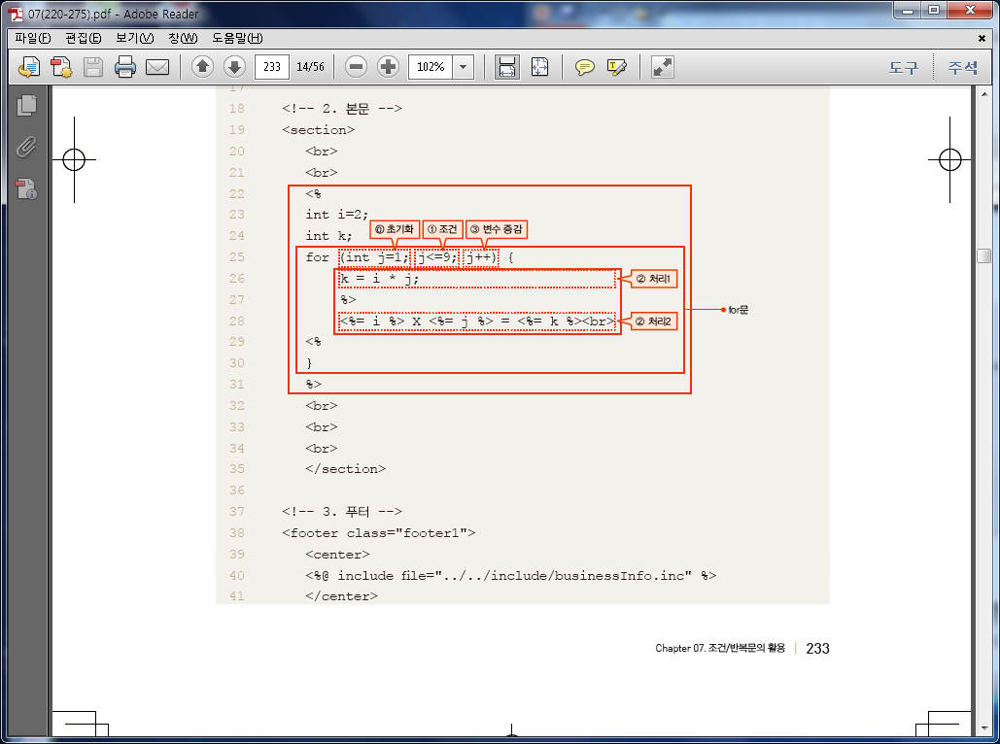 07(220-275).pdf - Adobe Reader
파일(F) 편집(E) 보기(V) 창(W) 도움말(H)
233 14/56 102% 도구 주석
17
18 <!-- 2. 본문 -->
19 <section>
20 <br>
21 <br>
22 <%
23 int i=2;
24 int k;
⓪ 초기화 ① 조건 ③ 변수 증감
25 for (int j=1; j<=9; j++) {
26 k = i * j; ② 처리1
27 %>
for문
28 <%= i %> X <%= j %> = <%= k %><br> ② 처리2
29 <%
30 }
31 %>
32 <br>
33 <br>
34 <br>
35 </section>
36
37 <!-- 3. 푸터 -->
38 <footer class="footer1">
39 <center>
40 <%@ include file="../../include/businessInfo.inc" %>
41 </center>
Chapter 07. 조건/반복문의 활용 | 233